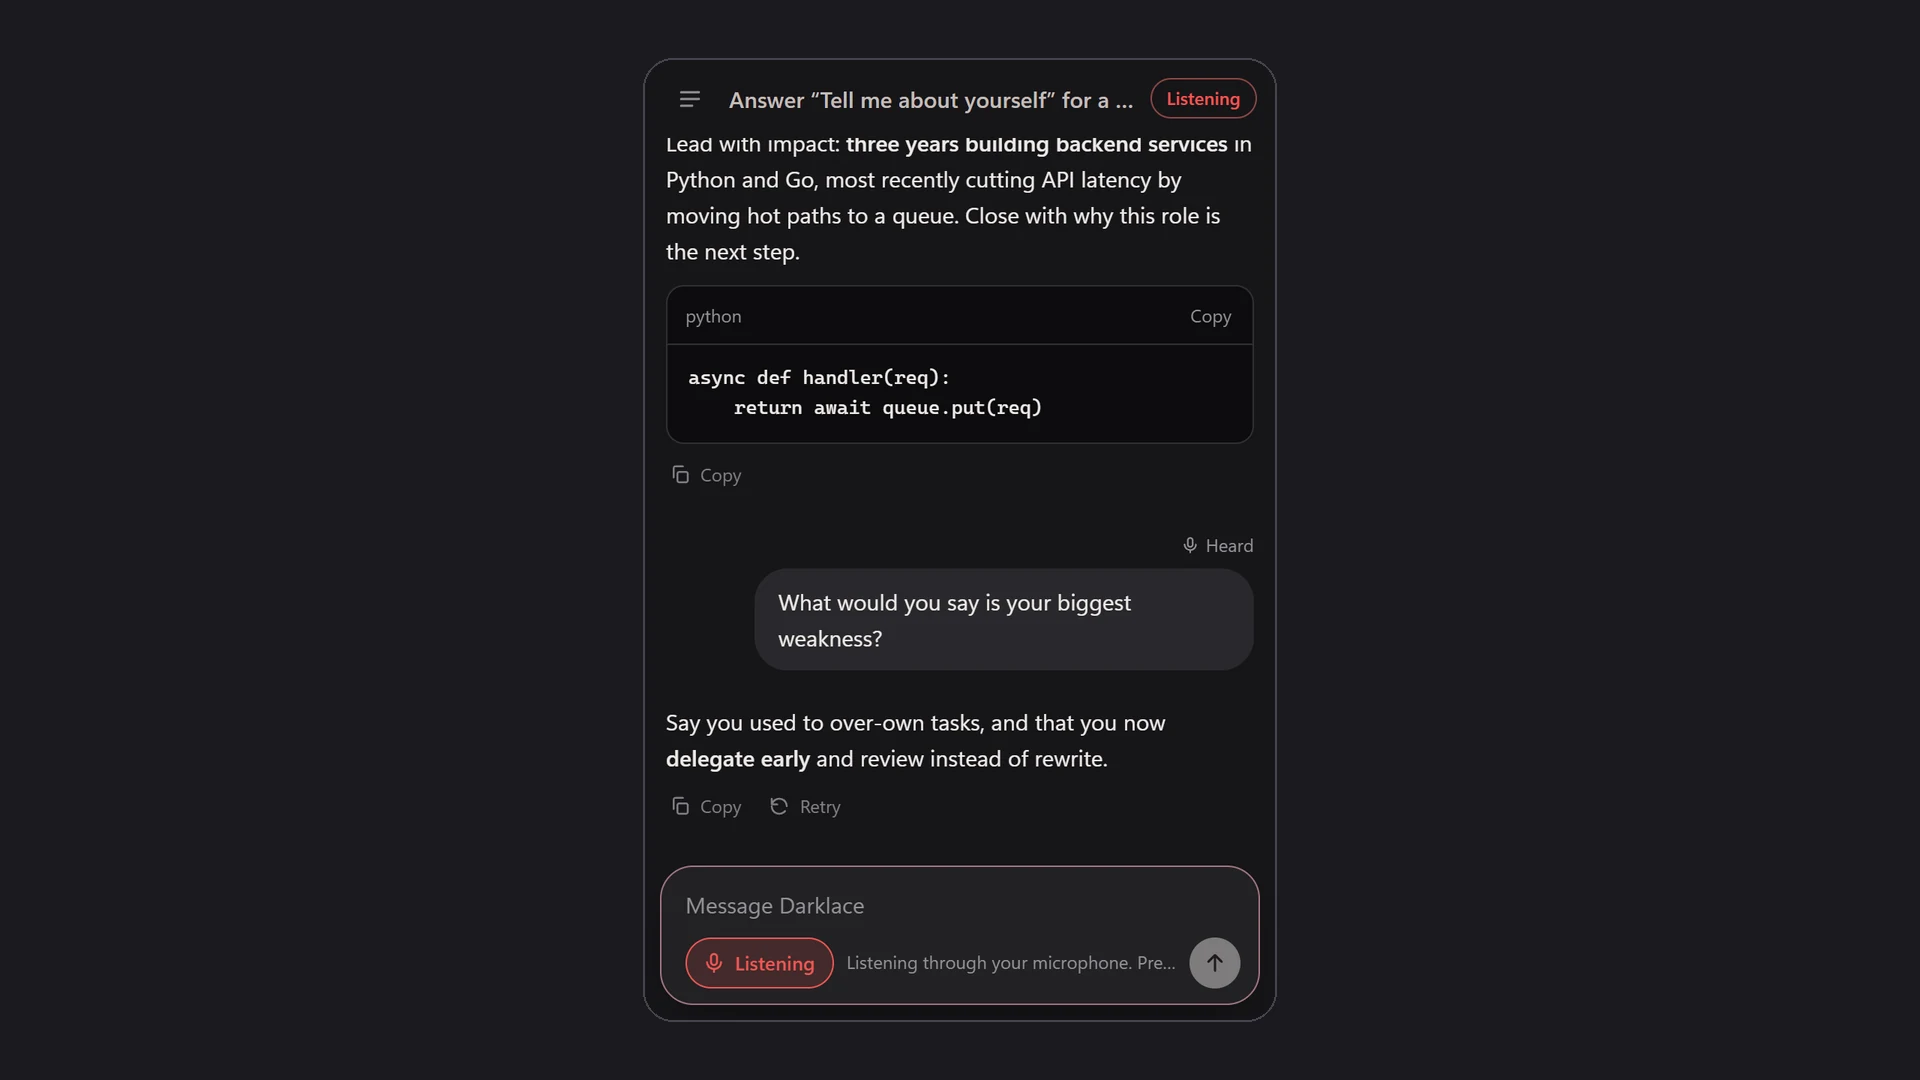 Answer “Tell me about yourself” for a ...
Listening
Lead with impact: three years building backend services in
Python and Go, most recently cutting API latency by
moving hot paths to a queue. Close with why this role is
the next step.
python
Copy
async def handler(req):
    return await queue.put(req)
Copy
Heard
What would you say is your biggest
weakness?
Say you used to over-own tasks, and that you now
delegate early and review instead of rewrite.
Copy
Retry
Message Darklace
Listening
Listening through your microphone. Pre...